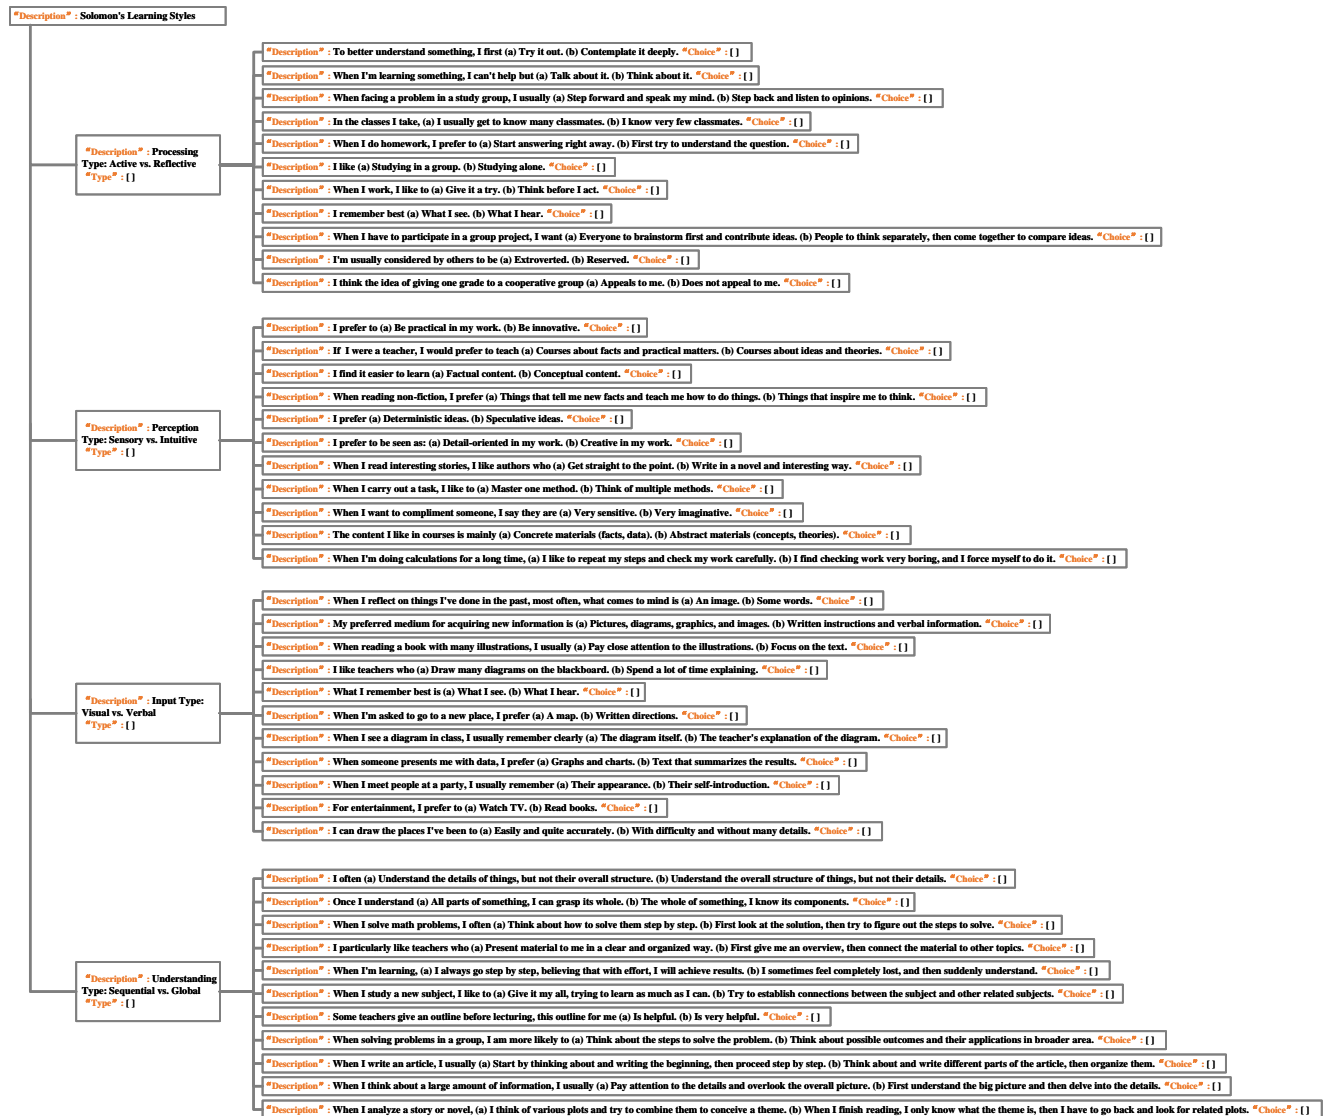 “Description”：Solomon's Learning Styles
“Description”：Processing
Type: Active vs. Reflective
“Type”：[ ]
“Description”：To better understand something, I first (a) Try it out. (b) Contemplate it deeply. “Choice”：[ ]
“Description”：When I'm learning something, I can't help but (a) Talk about it. (b) Think about it. “Choice”：[ ]
“Description”：When facing a problem in a study group, I usually (a) Step forward and speak my mind. (b) Step back and listen to opinions. “Choice”：[ ]
“Description”：In the classes I take, (a) I usually get to know many classmates. (b) I know very few classmates. “Choice”：[ ]
“Description”：When I do homework, I prefer to (a) Start answering right away. (b) First try to understand the question. “Choice”：[ ]
“Description”：I like (a) Studying in a group. (b) Studying alone. “Choice”：[ ]
“Description”：When I work, I like to (a) Give it a try. (b) Think before I act. “Choice”：[ ]
“Description”：I remember best (a) What I see. (b) What I hear. “Choice”：[ ]
“Description”：When I have to participate in a group project, I want (a) Everyone to brainstorm first and contribute ideas. (b) People to think separately, then come together to compare ideas. “Choice”：[ ]
“Description”：I'm usually considered by others to be (a) Extroverted. (b) Reserved. “Choice”：[ ]
“Description”：I think the idea of giving one grade to a cooperative group (a) Appeals to me. (b) Does not appeal to me. “Choice”：[ ]
“Description”：Perception
Type: Sensory vs. Intuitive
“Type”：[ ]
“Description”：I prefer to (a) Be practical in my work. (b) Be innovative. “Choice”：[ ]
“Description”：If I were a teacher, I would prefer to teach (a) Courses about facts and practical matters. (b) Courses about ideas and theories. “Choice”：[ ]
“Description”：I find it easier to learn (a) Factual content. (b) Conceptual content. “Choice”：[ ]
“Description”：When reading non-fiction, I prefer (a) Things that tell me new facts and teach me how to do things. (b) Things that inspire me to think. “Choice”：[ ]
“Description”：I prefer (a) Deterministic ideas. (b) Speculative ideas. “Choice”：[ ]
“Description”：I prefer to be seen as: (a) Detail-oriented in my work. (b) Creative in my work. “Choice”：[ ]
“Description”：When I read interesting stories, I like authors who (a) Get straight to the point. (b) Write in a novel and interesting way. “Choice”：[ ]
“Description”：When I carry out a task, I like to (a) Master one method. (b) Think of multiple methods. “Choice”：[ ]
“Description”：When I want to compliment someone, I say they are (a) Very sensitive. (b) Very imaginative. “Choice”：[ ]
“Description”：The content I like in courses is mainly (a) Concrete materials (facts, data). (b) Abstract materials (concepts, theories). “Choice”：[ ]
“Description”：When I'm doing calculations for a long time, (a) I like to repeat my steps and check my work carefully. (b) I find checking work very boring, and I force myself to do it. “Choice”：[ ]
“Description”：Input Type:
Visual vs. Verbal
“Type”：[ ]
“Description”：When I reflect on things I've done in the past, most often, what comes to mind is (a) An image. (b) Some words. “Choice”：[ ]
“Description”：My preferred medium for acquiring new information is (a) Pictures, diagrams, graphics, and images. (b) Written instructions and verbal information. “Choice”：[ ]
“Description”：When reading a book with many illustrations, I usually (a) Pay close attention to the illustrations. (b) Focus on the text. “Choice”：[ ]
“Description”：I like teachers who (a) Draw many diagrams on the blackboard. (b) Spend a lot of time explaining. “Choice”：[ ]
“Description”：What I remember best is (a) What I see. (b) What I hear. “Choice”：[ ]
“Description”：When I'm asked to go to a new place, I prefer (a) A map. (b) Written directions. “Choice”：[ ]
“Description”：When I see a diagram in class, I usually remember clearly (a) The diagram itself. (b) The teacher's explanation of the diagram. “Choice”：[ ]
“Description”：When someone presents me with data, I prefer (a) Graphs and charts. (b) Text that summarizes the results. “Choice”：[ ]
“Description”：When I meet people at a party, I usually remember (a) Their appearance. (b) Their self-introduction. “Choice”：[ ]
“Description”：For entertainment, I prefer to (a) Watch TV. (b) Read books. “Choice”：[ ]
“Description”：I can draw the places I've been to (a) Easily and quite accurately. (b) With difficulty and without many details. “Choice”：[ ]
“Description”：Understanding
Type: Sequential vs. Global
“Type”：[ ]
“Description”：I often (a) Understand the details of things, but not their overall structure. (b) Understand the overall structure of things, but not their details. “Choice”：[ ]
“Description”：Once I understand (a) All parts of something, I can grasp its whole. (b) The whole of something, I know its components. “Choice”：[ ]
“Description”：When I solve math problems, I often (a) Think about how to solve them step by step. (b) First look at the solution, then try to figure out the steps to solve. “Choice”：[ ]
“Description”：I particularly like teachers who (a) Present material to me in a clear and organized way. (b) First give me an overview, then connect the material to other topics. “Choice”：[ ]
“Description”：When I'm learning, (a) I always go step by step, believing that with effort, I will achieve results. (b) I sometimes feel completely lost, and then suddenly understand. “Choice”：[ ]
“Description”：When I study a new subject, I like to (a) Give it my all, trying to learn as much as I can. (b) Try to establish connections between the subject and other related subjects. “Choice”：[ ]
“Description”：Some teachers give an outline before lecturing, this outline for me (a) Is helpful. (b) Is very helpful. “Choice”：[ ]
“Description”：When solving problems in a group, I am more likely to (a) Think about the steps to solve the problem. (b) Think about possible outcomes and their applications in broader area. “Choice”：[ ]
“Description”：When I write an article, I usually (a) Start by thinking about and writing the beginning, then proceed step by step. (b) Think about and write different parts of the article, then organize them. “Choice”：[ ]
“Description”：When I think about a large amount of information, I usually (a) Pay attention to the details and overlook the overall picture. (b) First understand the big picture and then delve into the details. “Choice”：[ ]
“Description”：When I analyze a story or novel, (a) I think of various plots and try to combine them to conceive a theme. (b) When I finish reading, I only know what the theme is, then I have to go back and look for related plots. “Choice”：[ ]